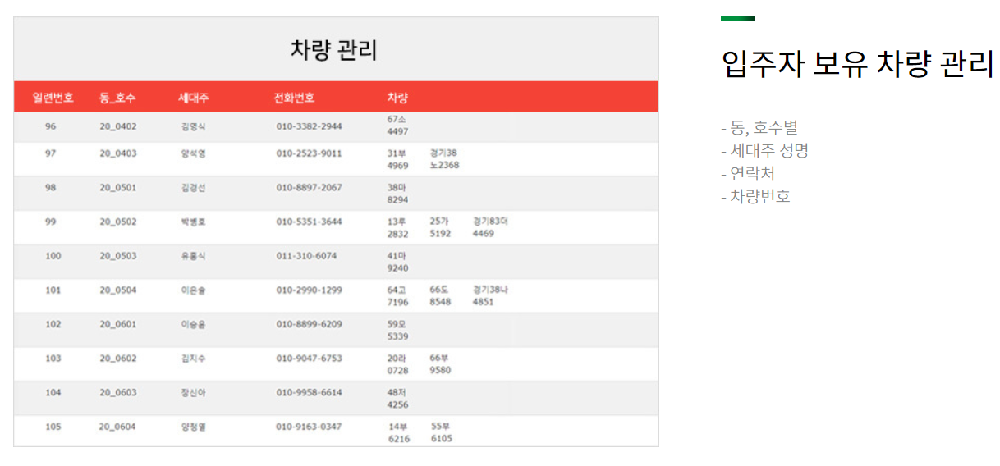 차량 관리
일련번호 동_호수 세대주 전화번호 차량
96 20_0402 김영식 010-3382-2944 67소 4497
97 20_0403 양석영 010-2523-9011 31부 4969 경기38 노2368
98 20_0501 김경선 010-8897-2067 38마 8294
99 20_0502 박병호 010-5351-3644 13루 2832 25가 5192 경기83더 4469
100 20_0503 유홍식 011-310-6074 41마 9240
101 20_0504 이은솔 010-2990-1299 64고 7196 66도 8548 경기38나 4851
102 20_0601 이승윤 010-8899-6209 59모 5339
103 20_0602 김지수 010-9047-6753 20라 0728 66부 9580
104 20_0603 장신아 010-9958-6614 48저 4256
105 20_0604 양정열 010-9163-0347 14부 6216 55부 6105
입주자 보유 차량 관리
- 동, 호수별
- 세대주 성명
- 연락처
- 차량번호